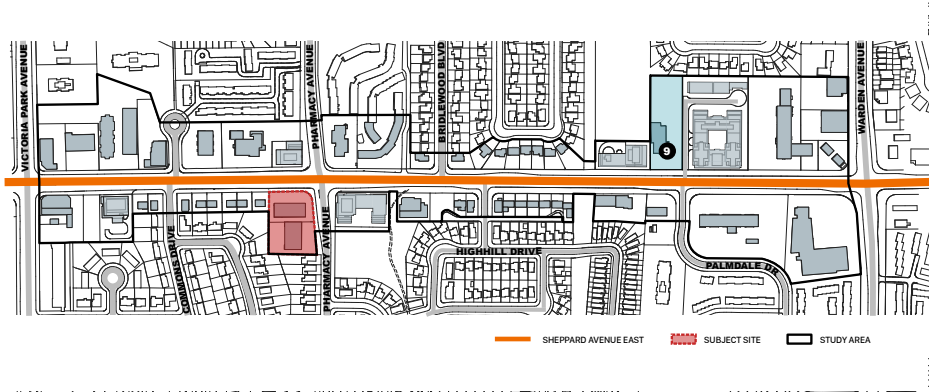 VICTORIA PARK AVENUE
PHARMACY AVENUE
BRIDLEWOOD BLVD
WARDEN AVENUE
9
COMMONS DRIVE
PHARMACY AVENUE
HIGHHILL DRIVE
PALMDALE DR
SHEPPARD AVENUE EAST
SUBJECT SITE
STUDY AREA